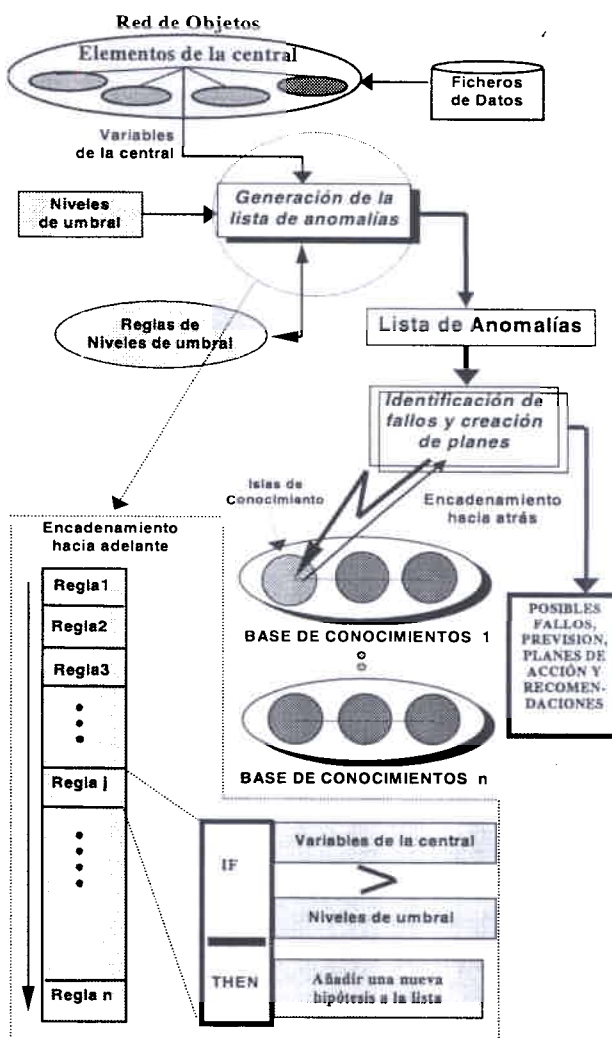 Red de Objetos
Elementos de la central
Ficheros
de Datos
Variables
de la central
Niveles
de umbral
Generación de la
lista de anomalías
Reglas de
Niveles de umbral
Lista de Anomalías
Identificación de
fallos y creación
de planes
Islas de
Conocimiento
Encadenamiento
hacia atrás
Encadenamiento
hacia adelante
Regla1
Regla2
Regla3
Regla j
Regla n
BASE DE CONOCIMIENTOS 1
BASE DE CONOCIMIENTOS n
POSIBLES
FALLOS,
PREVISION,
PLANES DE
ACCIÓN Y
RECOMEN-
DACIONES
IF
Variables de la central
>
Niveles de umbral
THEN
Añadir una nueva
hipótesis a la lista